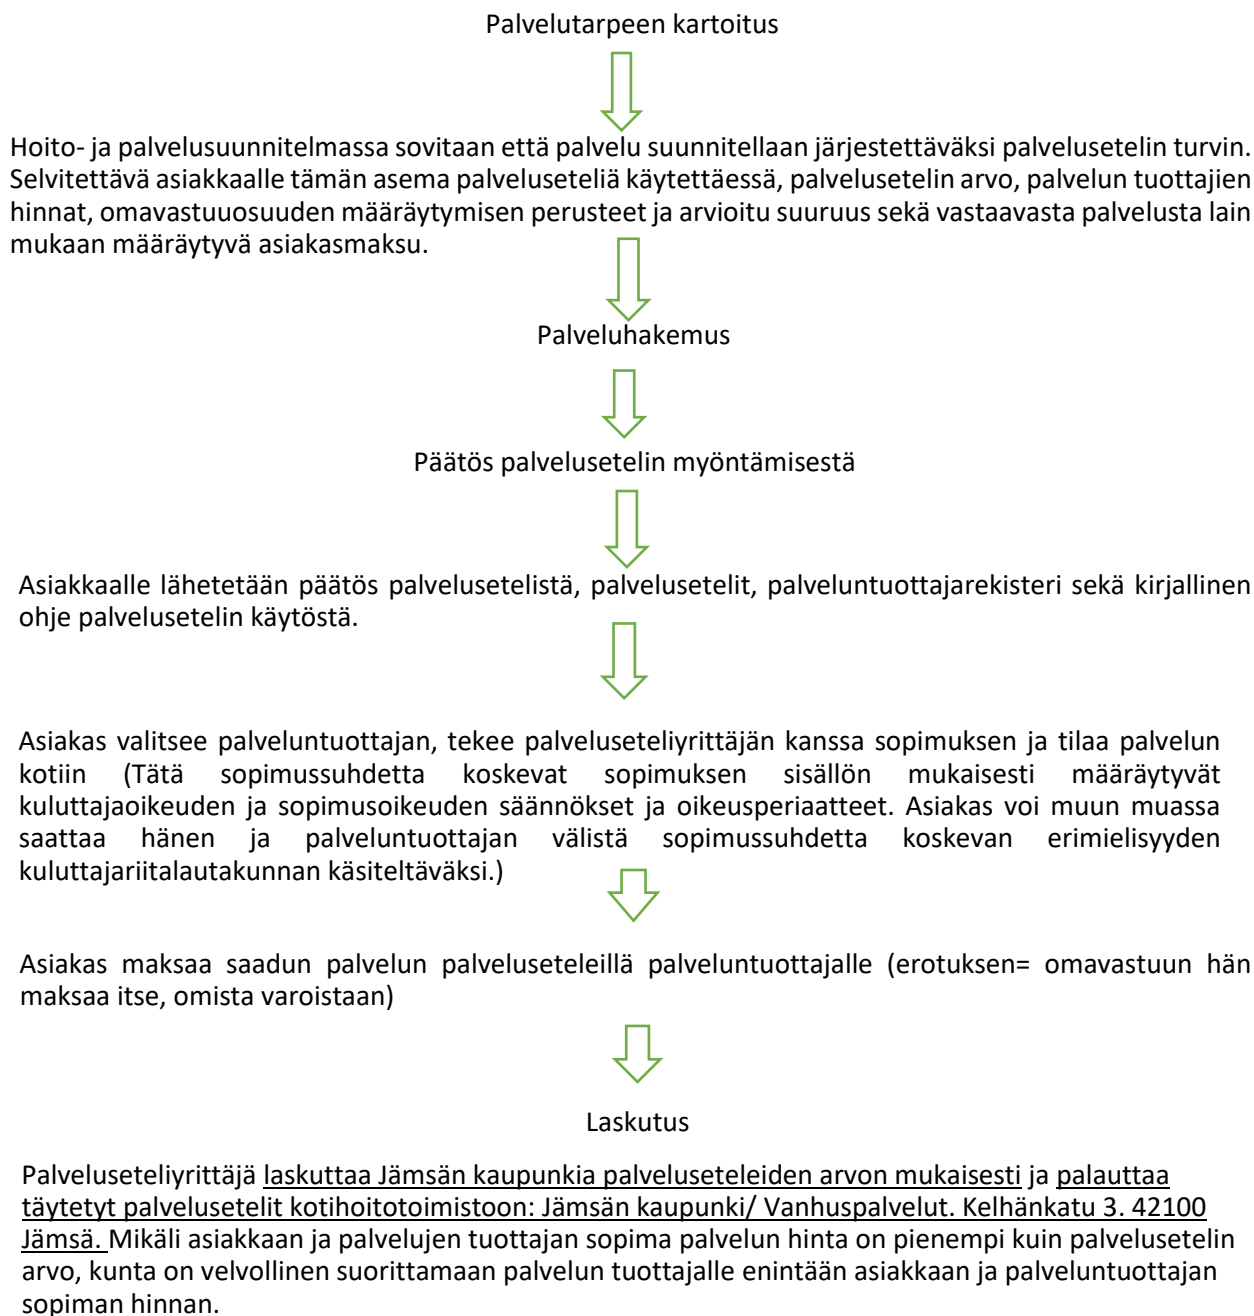 Palvelutarpeen kartoitus
Hoito- ja palvelusuunnitelmassa sovitaan että palvelu suunnitellaan järjestettäväksi palvelusetelin turvin.
Selvitettävä asiakkaalle tämän asema palveluseteliä käytettäessä, palvelusetelin arvo, palvelun tuottajien
hinnat, omavastuuosuuden määräytymisen perusteet ja arvioitu suuruus sekä vastaavasta palvelusta lain
mukaan määräytyvä asiakasmaksu.
Palveluhakemus
Päätös palvelusetelin myöntämisestä
Asiakkaalle lähetetään päätös palvelusetelistä, palvelusetelit, palveluntuottajarekisteri sekä kirjallinen
ohje palvelusetelin käytöstä.
Asiakas valitsee palveluntuottajan, tekee palveluseteliyrittäjän kanssa sopimuksen ja tilaa palvelun
kotiin (Tätä sopimussuhdetta koskevat sopimuksen sisällön mukaisesti määräytyvät
kuluttajaoikeuden ja sopimusoikeuden säännökset ja oikeusperiaatteet. Asiakas voi muun muassa
saattaa hänen ja palveluntuottajan välistä sopimussuhdetta koskevan erimielisyyden
kuluttajariitalautakunnan käsiteltäväksi.)
Asiakas maksaa saadun palvelun palveluseteleillä palveluntuottajalle (erotuksen= omavastuun hän
maksaa itse, omista varoistaan)
Laskutus
Palveluseteliyrittäjä laskuttaa Jämsän kaupunkia palveluseteleiden arvon mukaisesti ja palauttaa
täytetyt palvelusetelit kotihoitotoimistoon: Jämsän kaupunki/ Vanhuspalvelut. Kelhänkatu 3. 42100
Jämsä. Mikäli asiakkaan ja palvelujen tuottajan sopima palvelun hinta on pienempi kuin palvelusetelin
arvo, kunta on velvollinen suorittamaan palvelun tuottajalle enintään asiakkaan ja palveluntuottajan
sopiman hinnan.